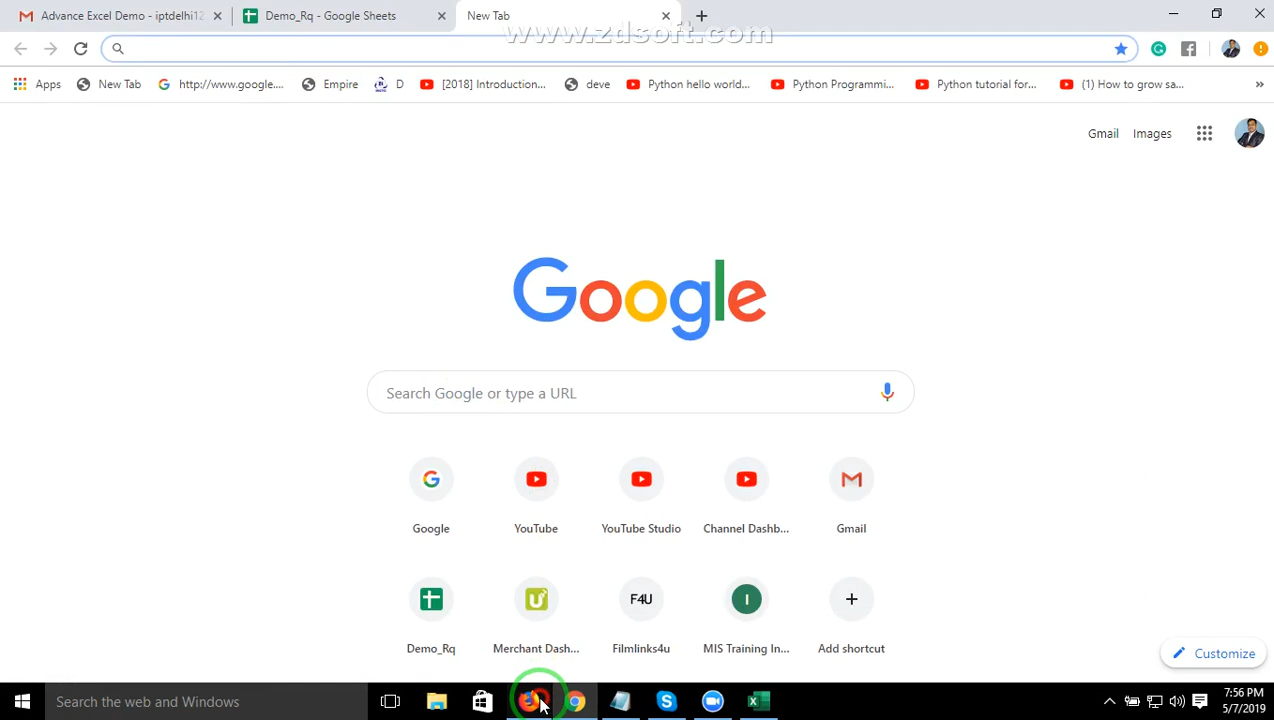 Advance Excel Demo - iptdelhi12
Demo_Rq - Google Sheets
New Tab
www.zdsoft.com
Apps
New Tab
http://www.google....
Empire
D
[2018] Introduction...
deve
Python hello world...
Python Programmi...
Python tutorial for...
(1) How to grow sa...
»
Gmail
Images
Google
Search Google or type a URL
Google
YouTube
YouTube Studio
Channel Dashb...
Gmail
F4U
I
Demo_Rq
Merchant Dash...
Filmlinks4u
MIS Training In...
Add shortcut
Customize
Search the web and Windows
7:56 PM
5/7/2019